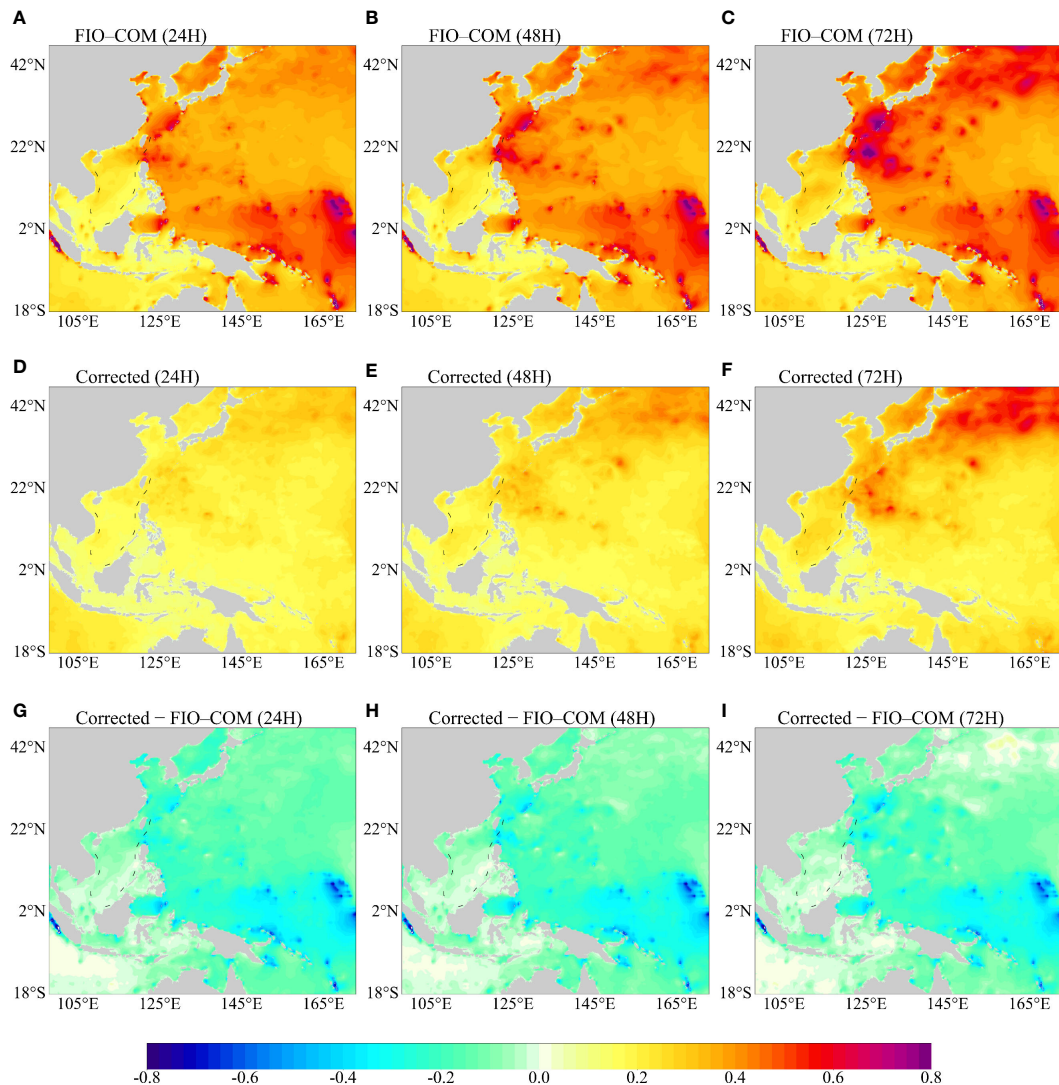 A
B
C
FIO–COM (24H)
FIO–COM (48H)
FIO–COM (72H)
42°N
42°N
42°N
22°N
22°N
22°N
2°N
2°N
2°N
18°S
18°S
18°S
105°E 125°E 145°E 165°E
105°E 125°E 145°E 165°E
105°E 125°E 145°E 165°E
D
E
F
Corrected (24H)
Corrected (48H)
Corrected (72H)
42°N
42°N
42°N
22°N
22°N
22°N
2°N
2°N
2°N
18°S
18°S
18°S
105°E 125°E 145°E 165°E
105°E 125°E 145°E 165°E
105°E 125°E 145°E 165°E
G
H
I
Corrected − FIO–COM (24H)
Corrected − FIO–COM (48H)
Corrected − FIO–COM (72H)
42°N
42°N
42°N
22°N
22°N
22°N
2°N
2°N
2°N
18°S
18°S
18°S
105°E 125°E 145°E 165°E
105°E 125°E 145°E 165°E
105°E 125°E 145°E 165°E
-0.8 -0.4 0.0 0.2 0.4 0.6 0.8